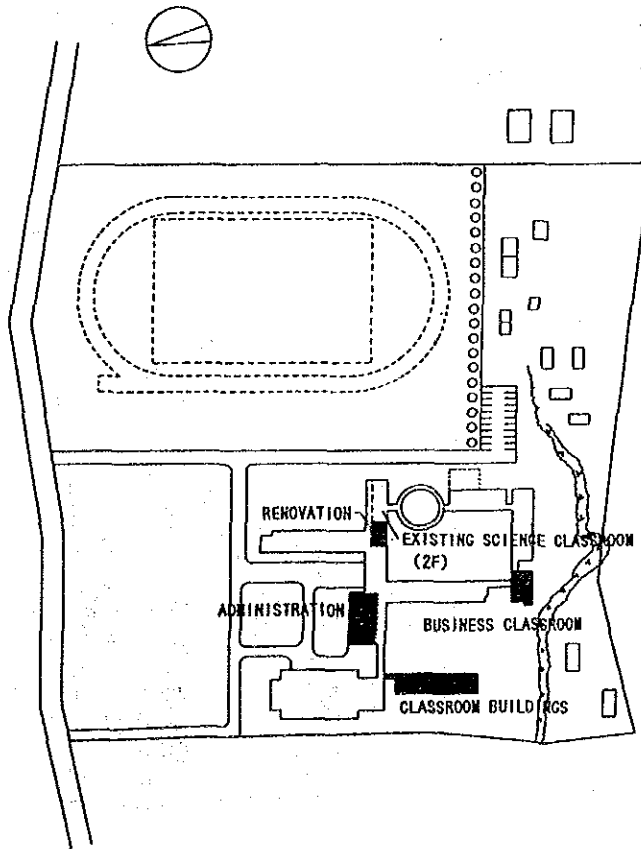 RENOVATION
EXISTING SCIENCE CLASSROOM
(2F)
ADMINISTRATION
BUSINESS CLASSROOM
CLASSROOM BUILDINGS